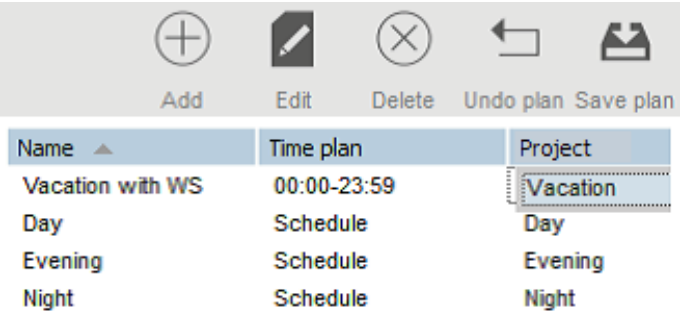 Add Edit Delete Undo plan Save plan
Name Time plan Project
Vacation with WS 00:00-23:59 Vacation
Day Schedule Day
Evening Schedule Evening
Night Schedule Night